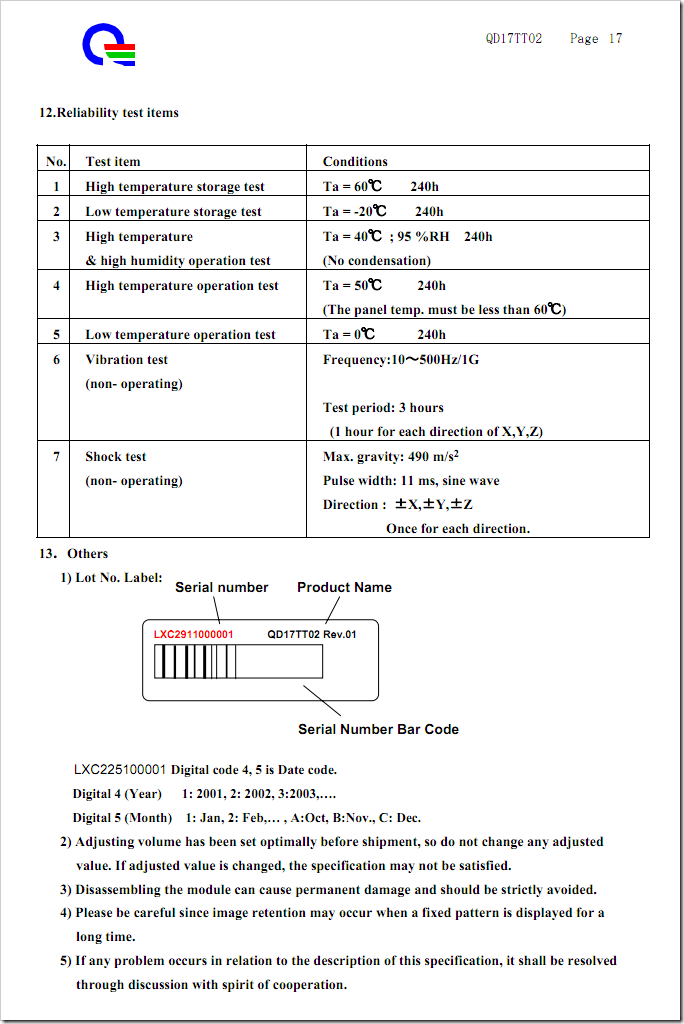 QD17TT02 Page 17
12.Reliability test items
No. Test item Conditions
1 High temperature storage test Ta = 60℃ 240h
2 Low temperature storage test Ta = -20℃ 240h
3 High temperature Ta = 40℃ ; 95 %RH 240h
& high humidity operation test (No condensation)
4 High temperature operation test Ta = 50℃ 240h
(The panel temp. must be less than 60℃)
5 Low temperature operation test Ta = 0℃ 240h
6 Vibration test Frequency:10～500Hz/1G
(non- operating)
Test period: 3 hours
(1 hour for each direction of X,Y,Z)
7 Shock test Max. gravity: 490 m/s²
(non- operating) Pulse width: 11 ms, sine wave
Direction : ±X,±Y,±Z
Once for each direction.
13. Others
1) Lot No. Label:
Serial number Product Name
LXC2911000001 QD17TT02 Rev.01
Serial Number Bar Code
LXC225100001 Digital code 4, 5 is Date code.
Digital 4 (Year) 1: 2001, 2: 2002, 3:2003,….
Digital 5 (Month) 1: Jan, 2: Feb,… , A:Oct, B:Nov., C: Dec.
2) Adjusting volume has been set optimally before shipment, so do not change any adjusted
value. If adjusted value is changed, the specification may not be satisfied.
3) Disassembling the module can cause permanent damage and should be strictly avoided.
4) Please be careful since image retention may occur when a fixed pattern is displayed for a
long time.
5) If any problem occurs in relation to the description of this specification, it shall be resolved
through discussion with spirit of cooperation.